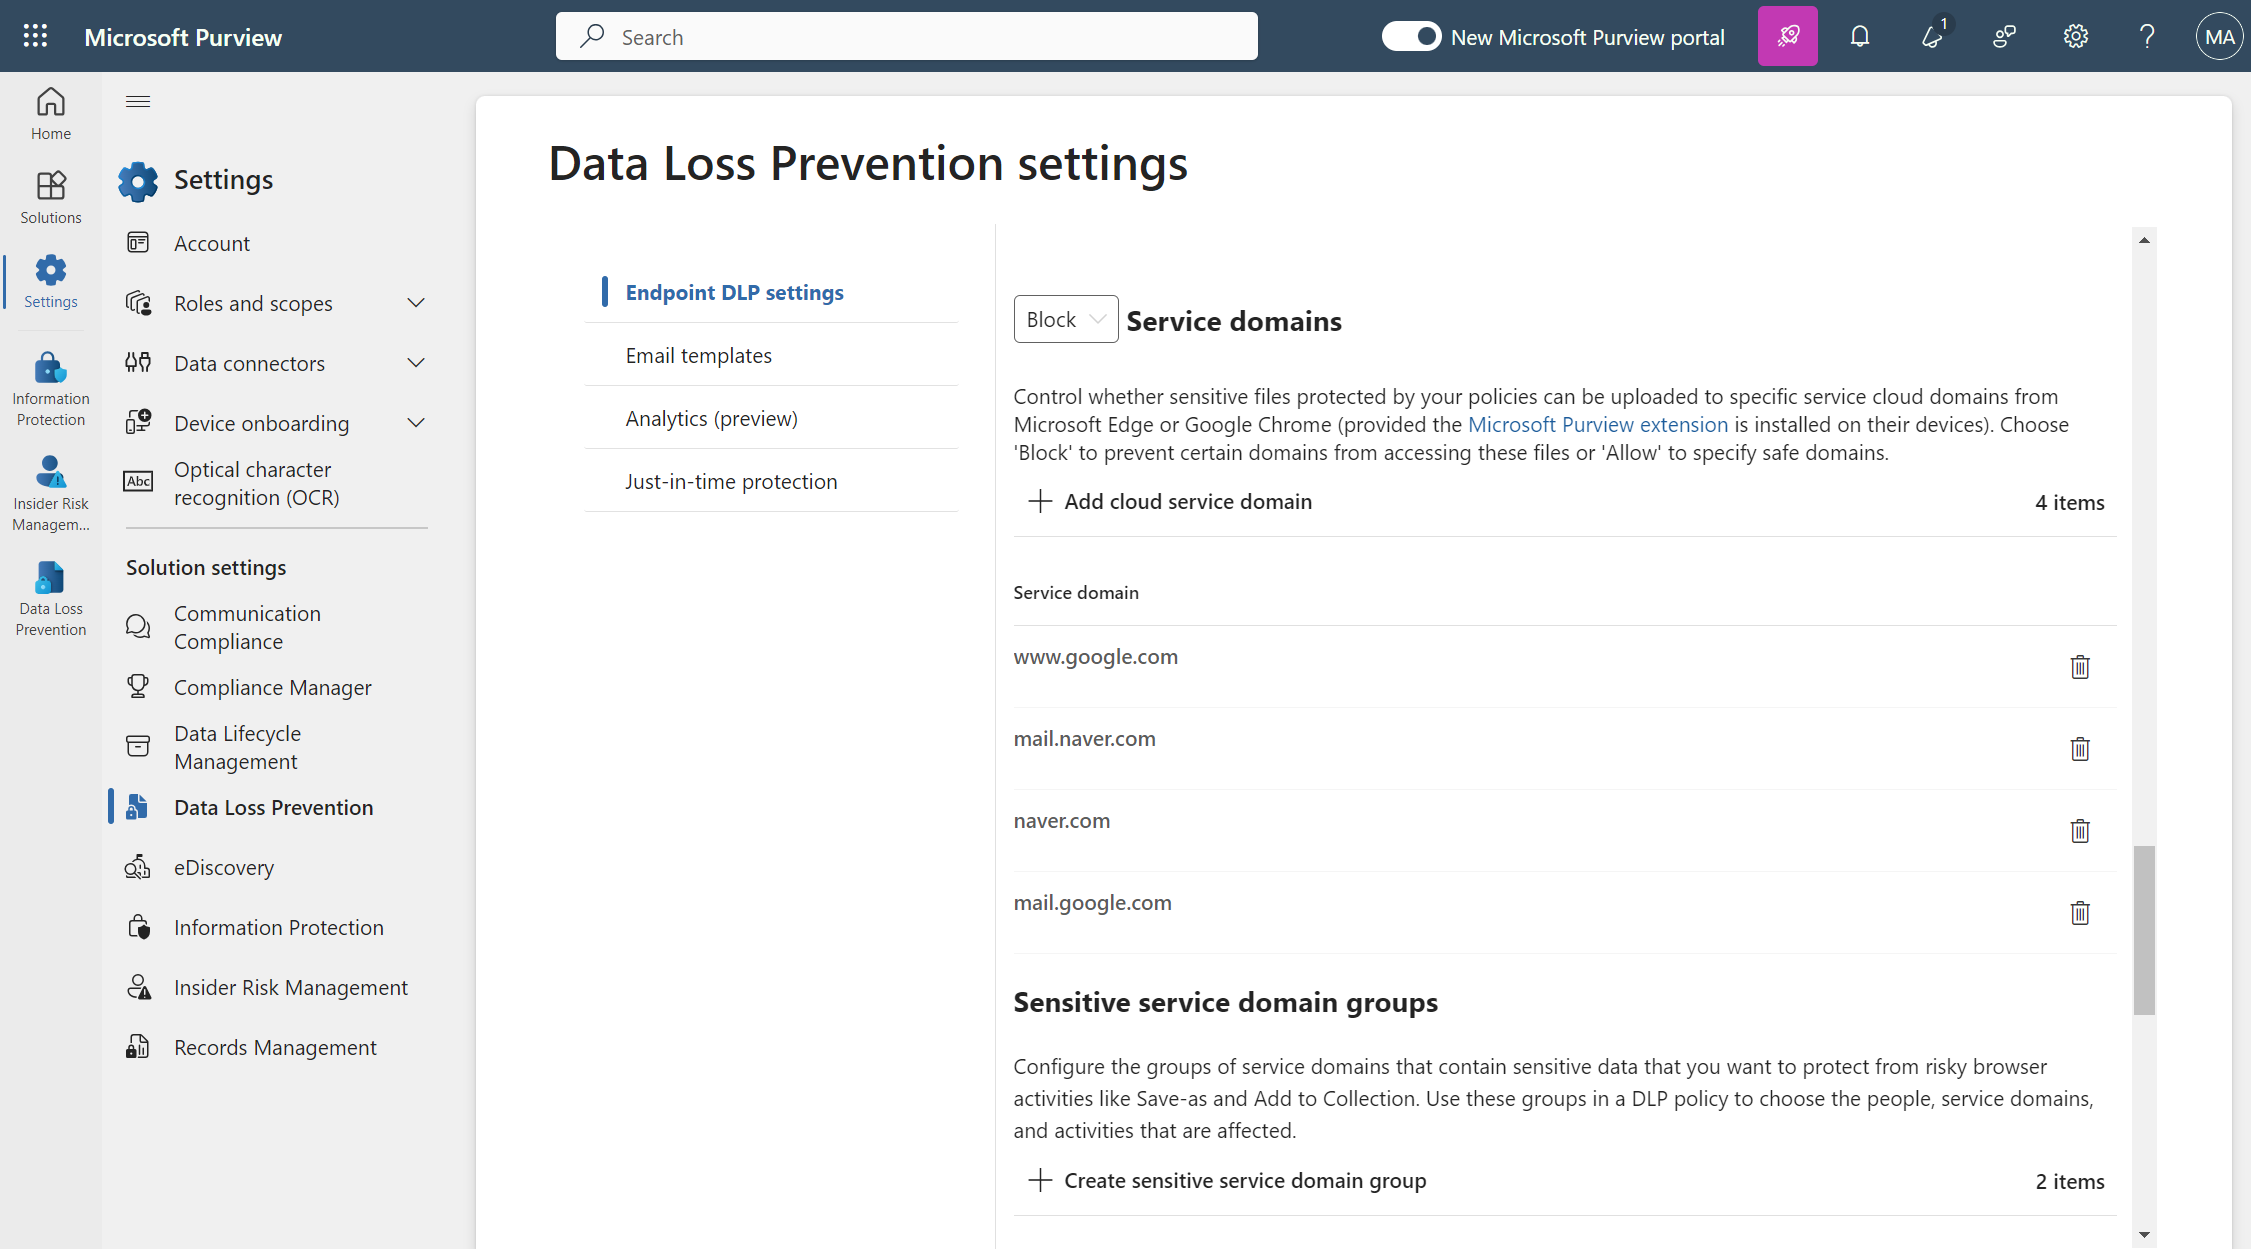 Microsoft Purview
Search
New Microsoft Purview portal
1
MA
Home
Solutions
Settings
Information
Protection
Insider Risk
Managem...
Data Loss
Prevention
Settings
Account
Roles and scopes
Data connectors
Device onboarding
Abc
Optical character
recognition (OCR)
Solution settings
Communication
Compliance
Compliance Manager
Data Lifecycle
Management
Data Loss Prevention
eDiscovery
Information Protection
Insider Risk Management
Records Management
Data Loss Prevention settings
Endpoint DLP settings
Email templates
Analytics (preview)
Just-in-time protection
Block
Service domains
Control whether sensitive files protected by your policies can be uploaded to specific service cloud domains from
Microsoft Edge or Google Chrome (provided the Microsoft Purview extension is installed on their devices). Choose
'Block' to prevent certain domains from accessing these files or 'Allow' to specify safe domains.
Add cloud service domain
4 items
Service domain
www.google.com
mail.naver.com
naver.com
mail.google.com
Sensitive service domain groups
Configure the groups of service domains that contain sensitive data that you want to protect from risky browser
activities like Save-as and Add to Collection. Use these groups in a DLP policy to choose the people, service domains,
and activities that are affected.
Create sensitive service domain group
2 items